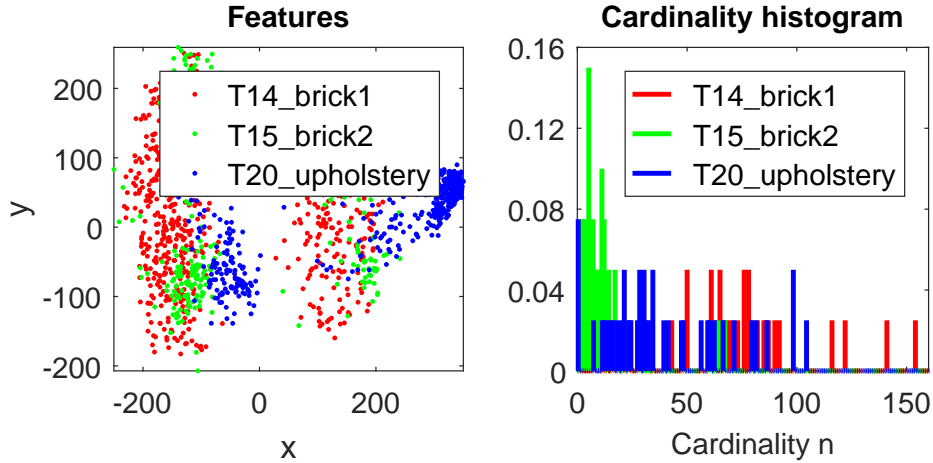 Features
200
100
0
-100
-200
y
T14_brick1
T15_brick2
T20_upholstery
-200 0 200
x
Cardinality histogram
0.16
0.12
0.08
0.04
0
T14_brick1
T15_brick2
T20_upholstery
0 50 100 150
Cardinality n